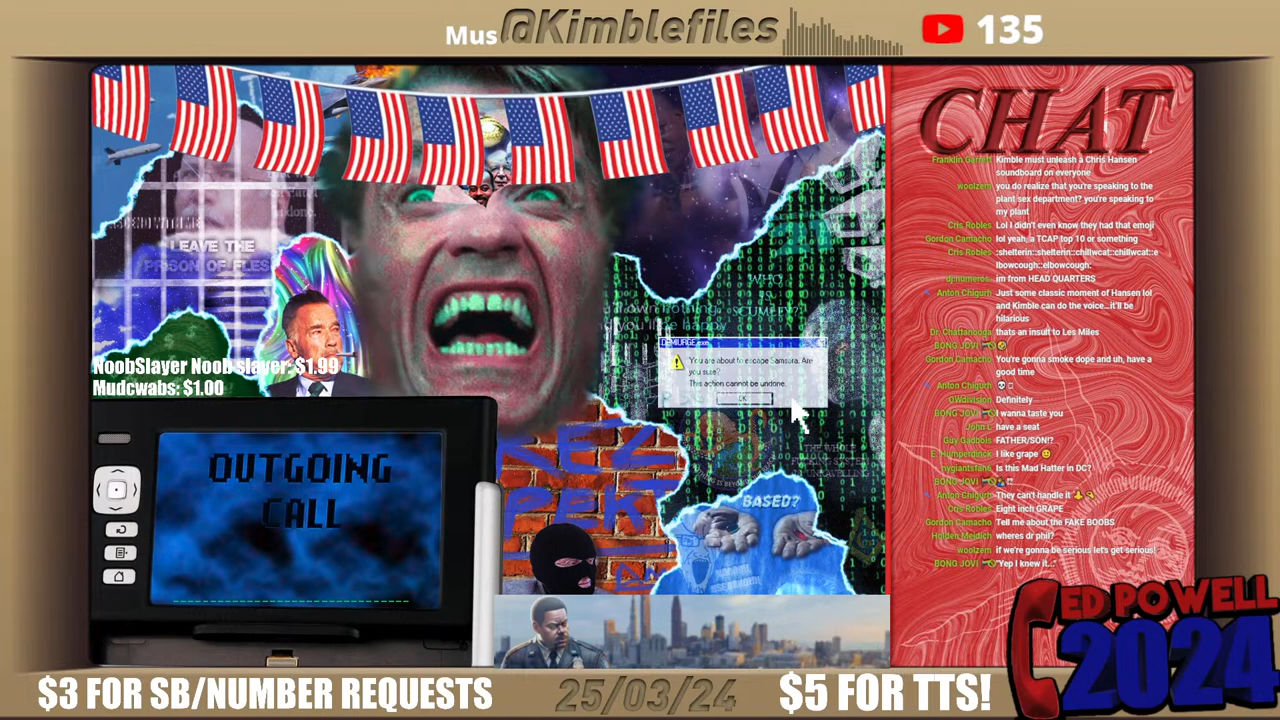 Mus @Kimblefiles 135
CHAT
Franklin Garrett Kimble must unleash a Chris Hansen
soundboard on everyone
woolzem you do realize that you're speaking to the
plant sex department? you're speaking to
my plant
Cris Robles Lol I didn't even know they had that emoji
Gordon Camacho lol yeah, a TCAP top 10 or something
Cris Robles :shelterin::shelterin::chillwcat::chillwcat::e
lbowcough::elbowcough:
im from HEAD QUARTERS
Anton Chigurh Just some classic moment of Hansen lol
and Kimble can do the voice...it'll be
hilarious
Dr. Chattanooga thats an insult to Les Miles
BONG JOVI
Gordon Camacho You're gonna smoke dope and uh, have a
good time
Anton Chigurh 💀
OWdivision Definitely
BONG JOVI I wanna taste you
John L have a seat
Guy Gadbois FATHER/SON!?
E. Humperdinck I like grape
nygiantsfan6 Is this Mad Hatter in DC?
BONG JOVI
Anton Chigurh They can't handle it
Cris Robles Eight inch GRAPE
Gordon Camacho Tell me about the FAKE BOOBS
Holden Meidich wheres dr phil?
woolzem if we're gonna be serious let's get serious!
BONG JOVI "Yep I knew it..."
LEAVE THE
PRISON OF FLES
SCUMFFY?
DEMIURGE.exe
You are about to escape Samsara. Are
you sure?
This action cannot be undone.
OK
NoobSlayer Noob slayer: $1.99
Mudcwabs: $1.00
OUTGOING
CALL
BASED?
ED POWELL
2024
$3 FOR SB/NUMBER REQUESTS
25/03/24
$5 FOR TTS!